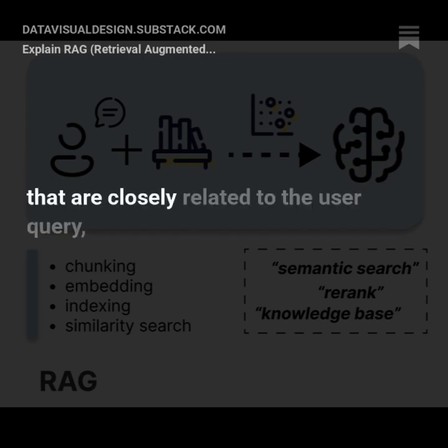 DATAVISUALDESIGN.SUBSTACK.COM
Explain RAG (Retrieval Augmented...
that are closely related to the user
query,
• chunking
• embedding
• indexing
• similarity search
“semantic search”
“rerank”
“knowledge base”
RAG